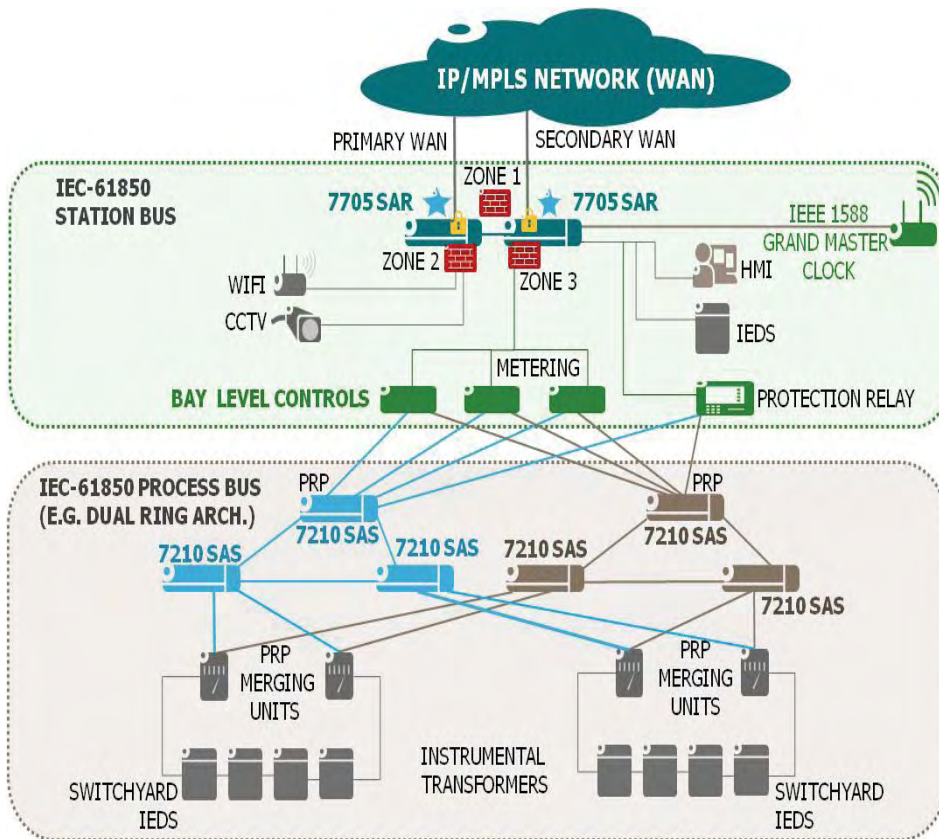 IP/MPLS NETWORK (WAN)
PRIMARY WAN
SECONDARY WAN
IEC-61850
STATION BUS
ZONE 1
7705 SAR
7705 SAR
IEEE 1588
GRAND MASTER
CLOCK
ZONE 2
ZONE 3
HMI
WIFI
CCTV
IEDS
METERING
BAY LEVEL CONTROLS
PROTECTION RELAY
IEC-61850 PROCESS BUS
(E.G. DUAL RING ARCH.)
PRP
PRP
7210 SAS
7210 SAS
7210 SAS
7210 SAS
7210 SAS
7210 SAS
PRP
MERGING
UNITS
PRP
MERGING
UNITS
INSTRUMENTAL
TRANSFORMERS
SWITCHYARD
IEDS
SWITCHYARD
IEDS